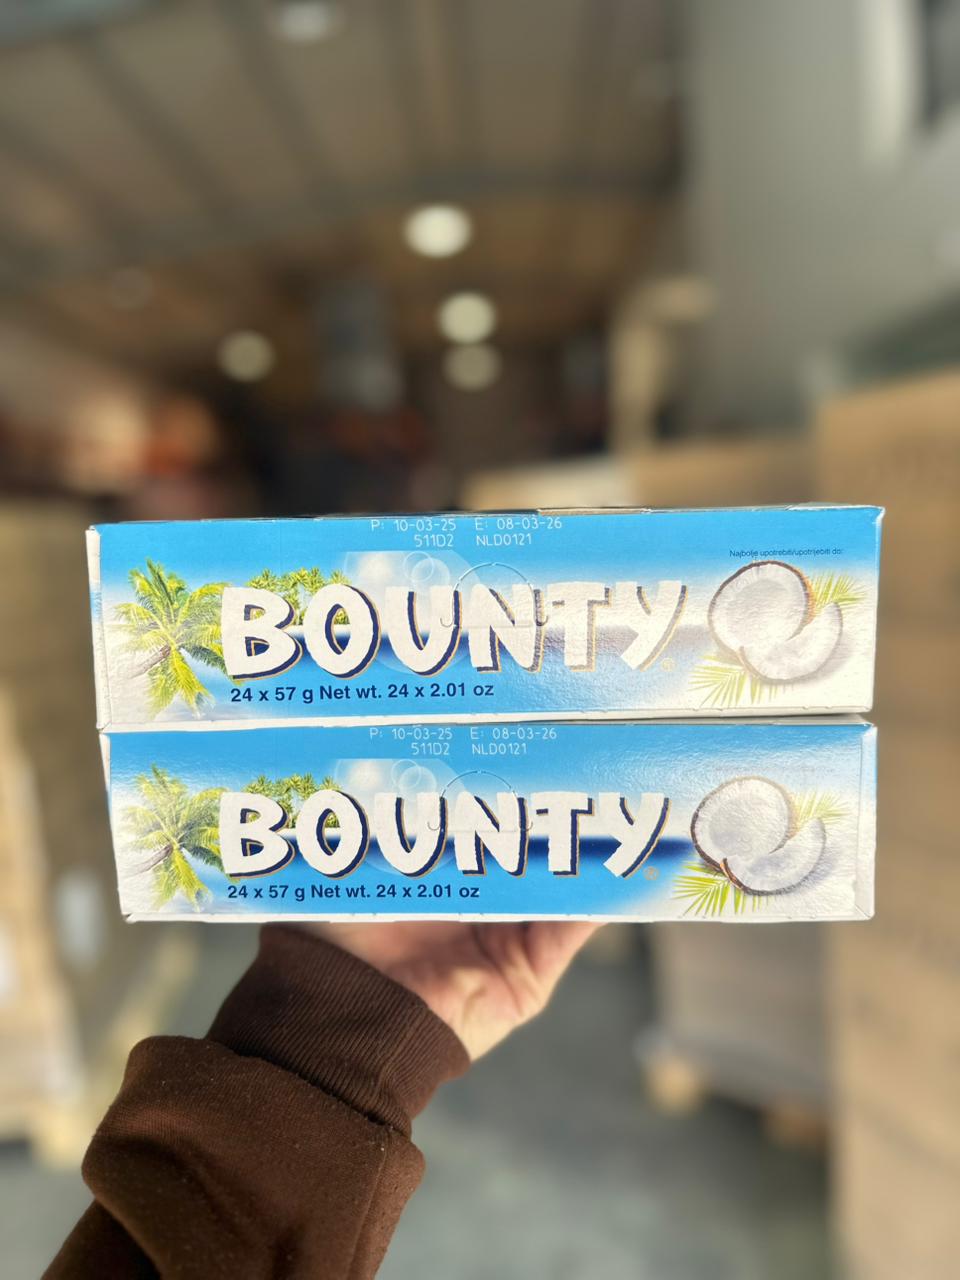 P: 10-03-25 E: 08-03-26
511D2 NLD0121
Najbolje upotrebiti/upotrijebiti do:
BOUNTY®
24 x 57 g Net wt. 24 x 2.01 oz
P: 10-03-25 E: 08-03-26
511D2 NLD0121
BOUNTY®
24 x 57 g Net wt. 24 x 2.01 oz